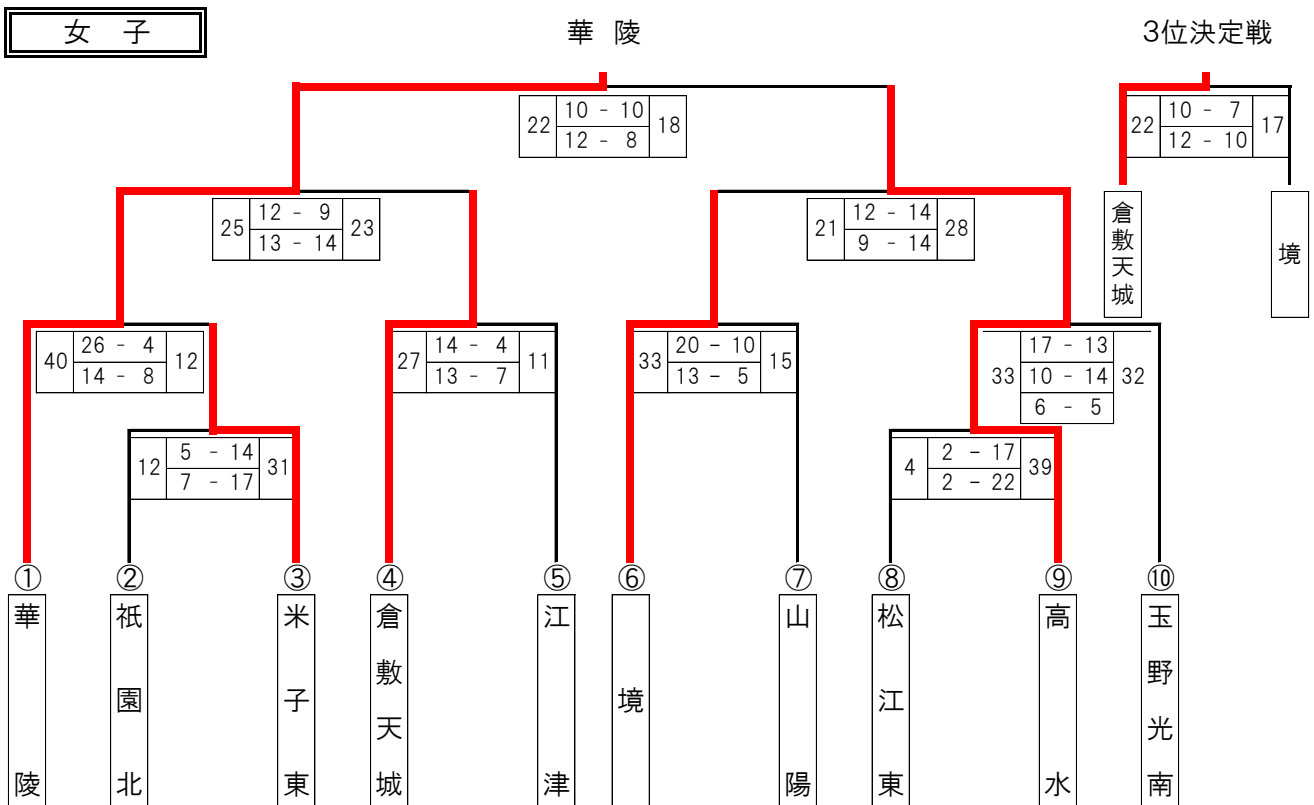 女 子
華 陵
3位決定戦
22 10 - 10 18
12 - 8
22 10 - 7 17
12 - 10
倉敷天城
境
25 12 - 9 23
13 - 14
21 12 - 14 28
9 - 14
40 26 - 4 12
14 - 8
27 14 - 4 11
13 - 7
33 20 - 10 15
13 - 5
17 - 13
33 10 - 14 32
6 - 5
12 5 - 14 31
7 - 17
4 2 - 17 39
2 - 22
① ② ③ ④ ⑤ ⑥ ⑦ ⑧ ⑨ ⑩
華陵
祇園北
米子東
倉敷天城
江津
境
山陽
松江東
高水
玉野光南